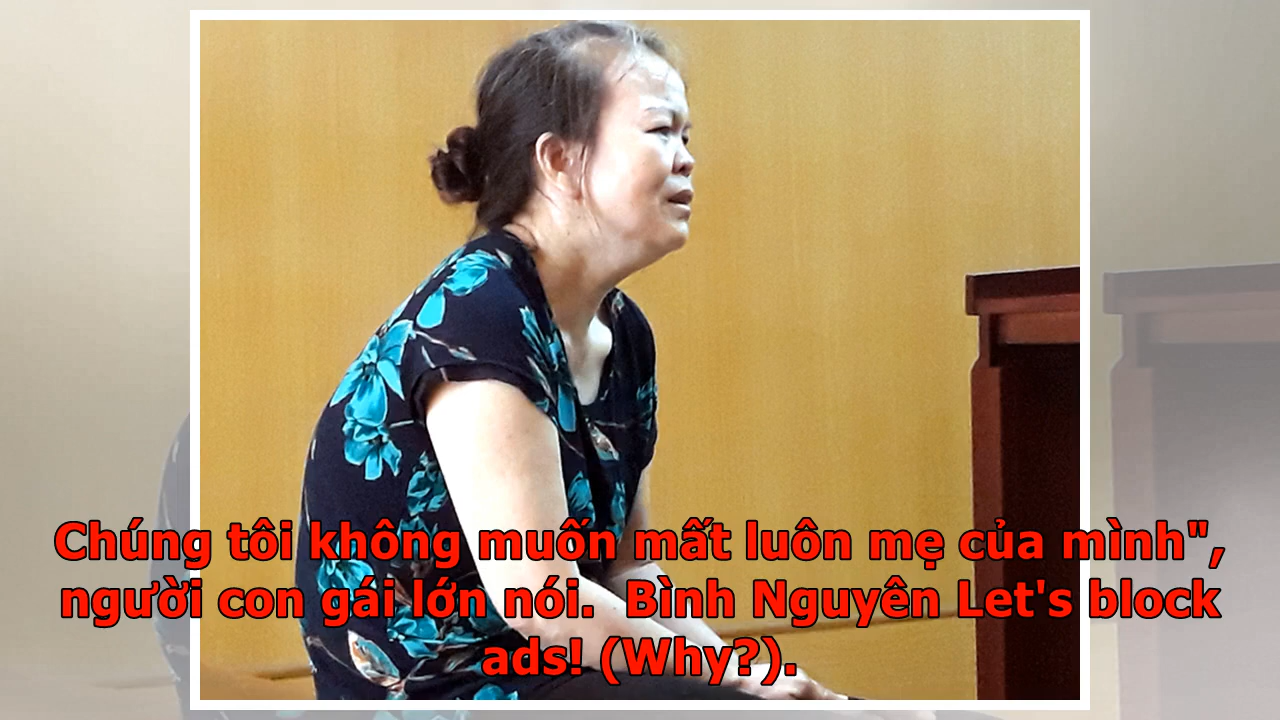 Chúng tôi không muốn mất luôn mẹ của mình",
người con gái lớn nói.  Bình Nguyên Let's block
ads! (Why?).